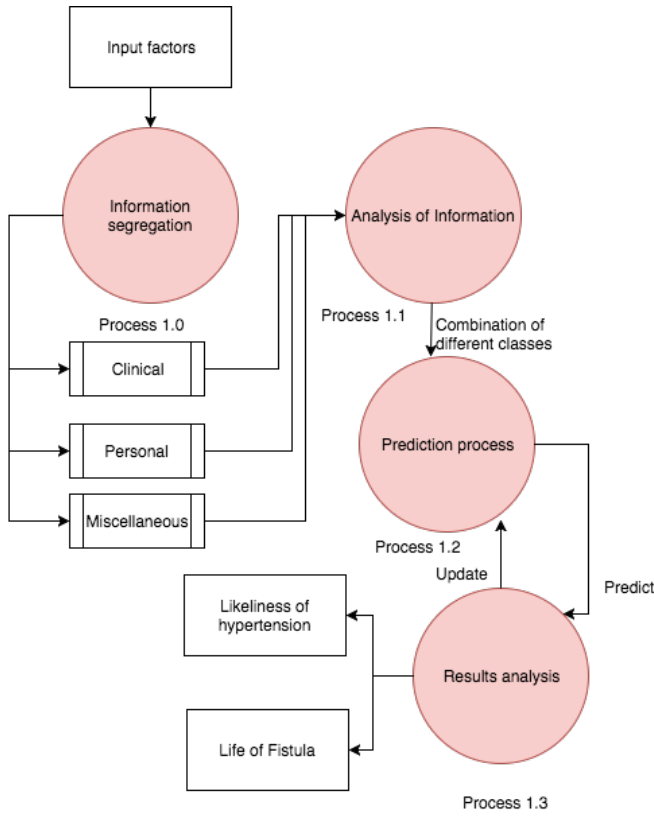 Input factors
Information
segregation
Analysis of Information
Process 1.0
Process 1.1
Combination of
different classes
Clinical
Personal
Miscellaneous
Prediction process
Process 1.2
Update
Predict
Likeliness of
hypertension
Results analysis
Life of Fistula
Process 1.3